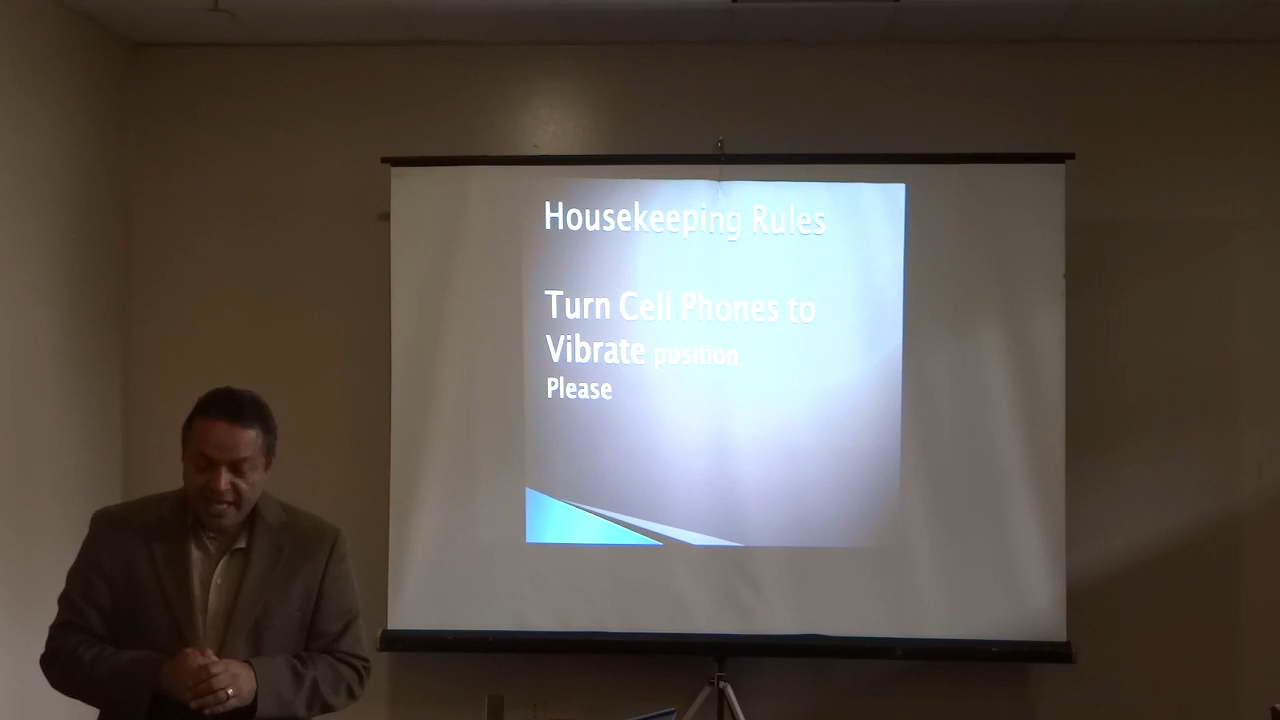 Housekeeping Rules
Turn Cell Phones to
Vibrate position
Please